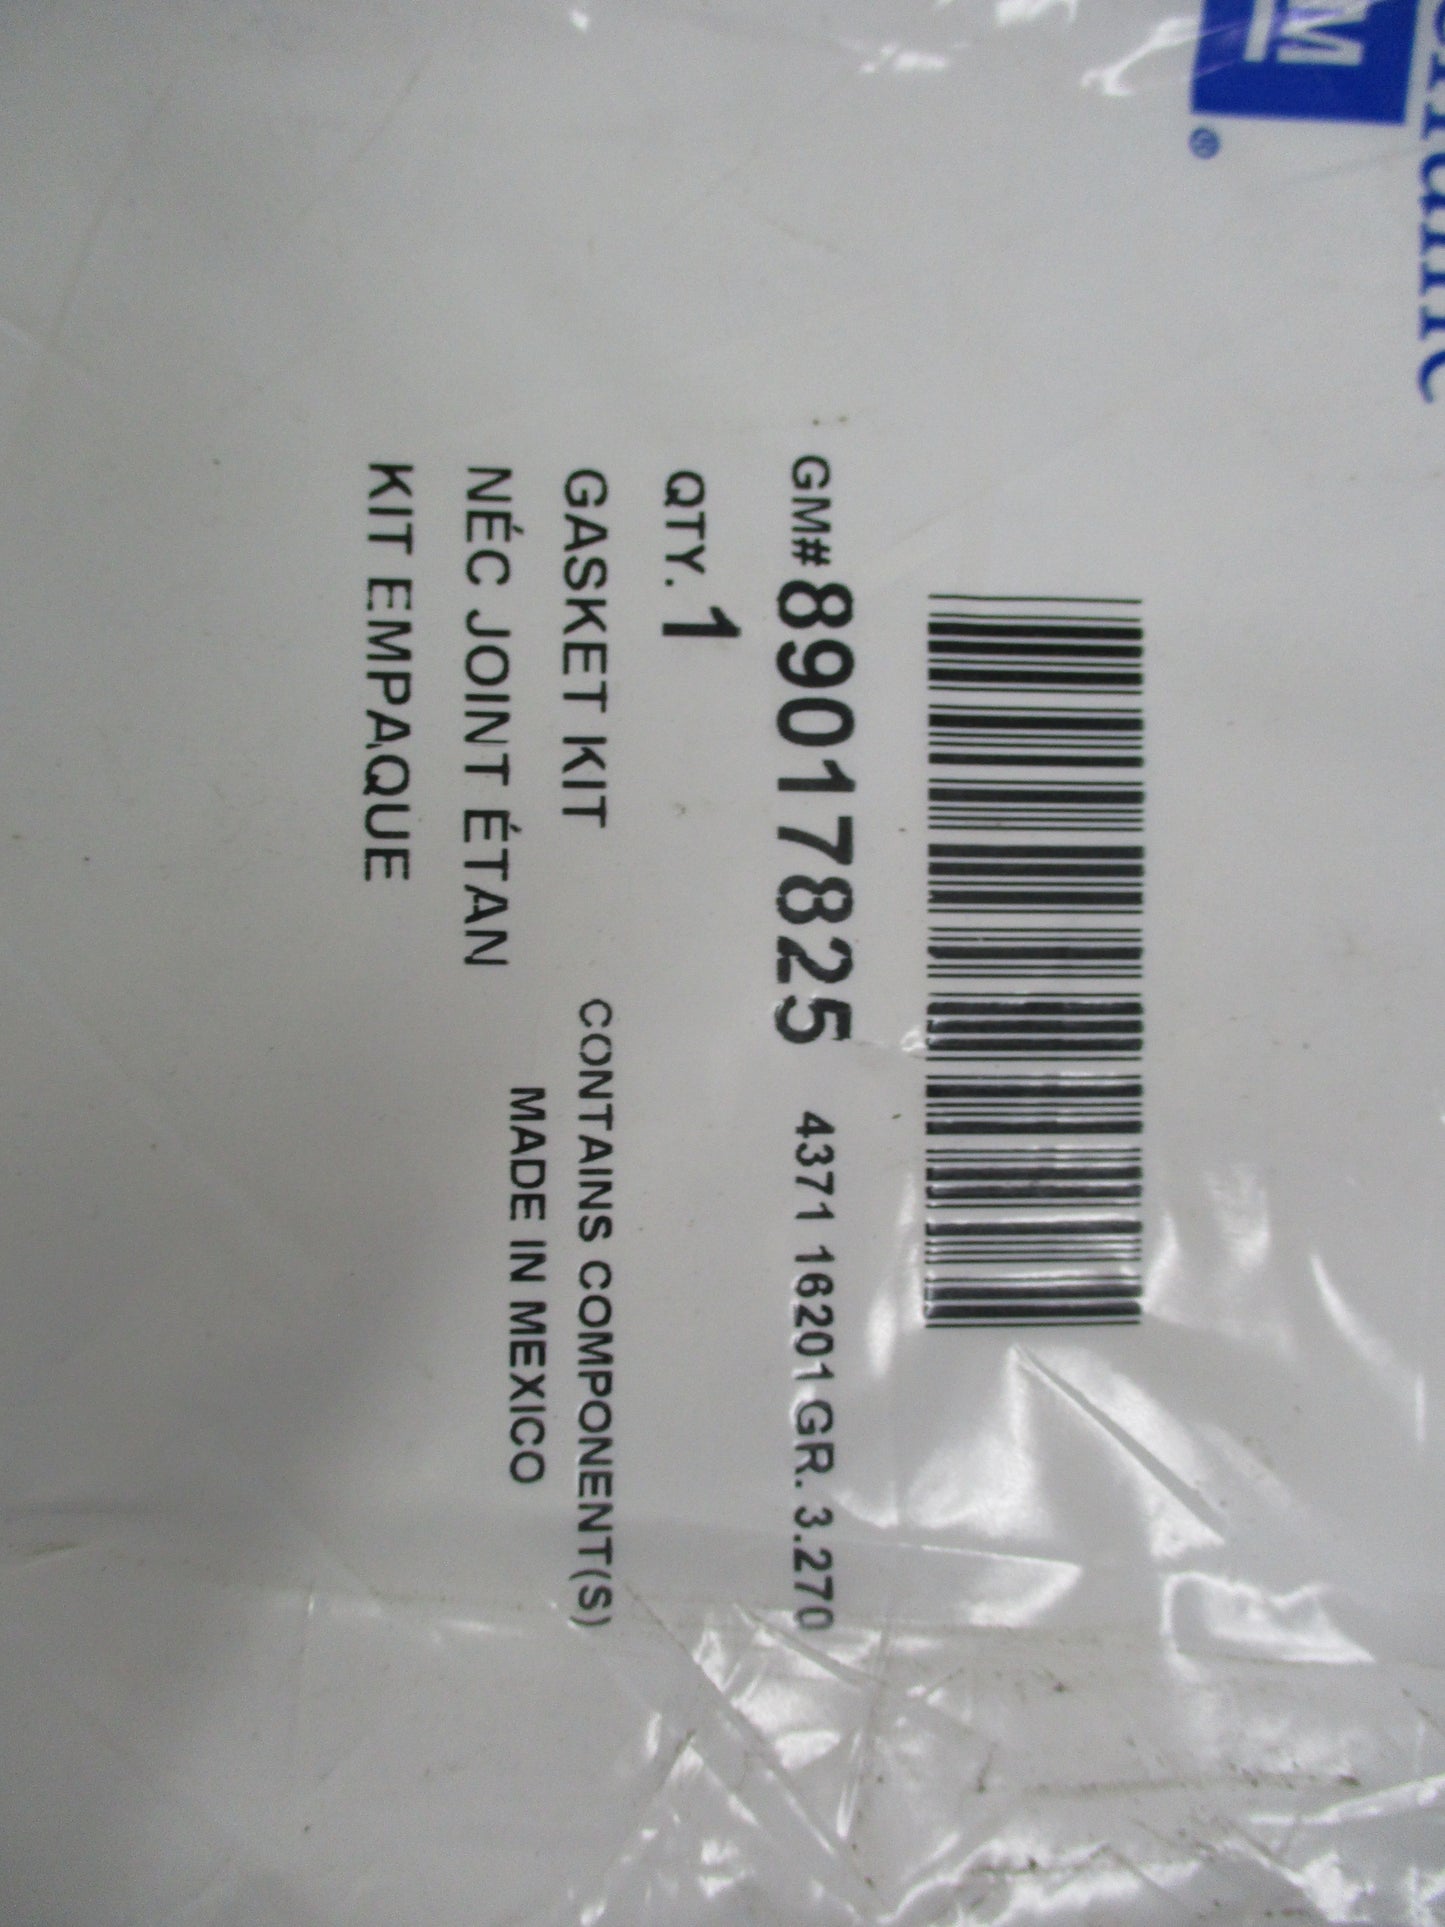 GM
®
GM# 89017825 4371 16201 GR. 3.270
QTY. 1
GASKET KIT
CONTAINS COMPONENT(S)
NÉC JOINT ÉTAN
MADE IN MEXICO
KIT EMPAQUE